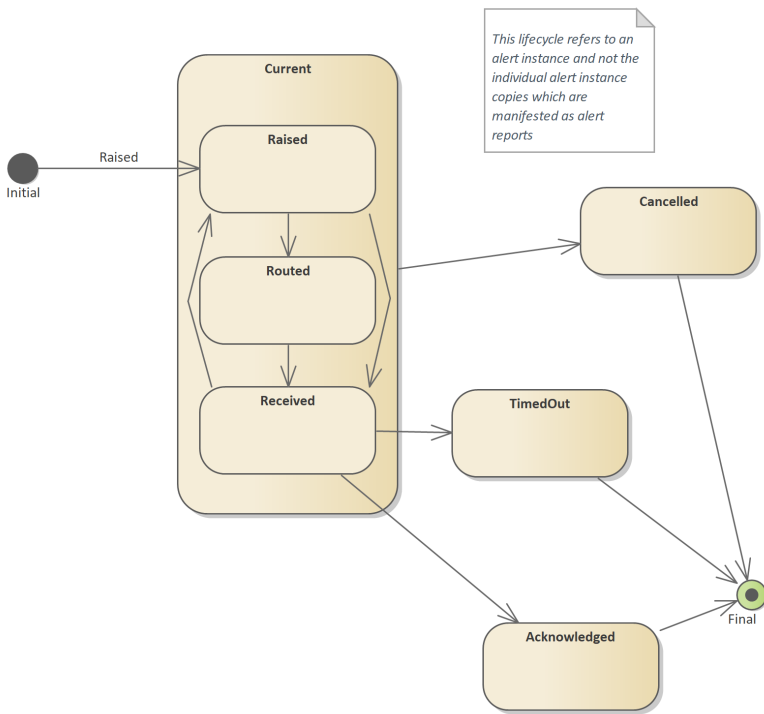 This lifecycle refers to an
alert instance and not the
individual alert instance
copies which are
manifested as alert
reports
Current
Raised
Raised
Initial
Cancelled
Routed
Received
TimedOut
Final
Acknowledged